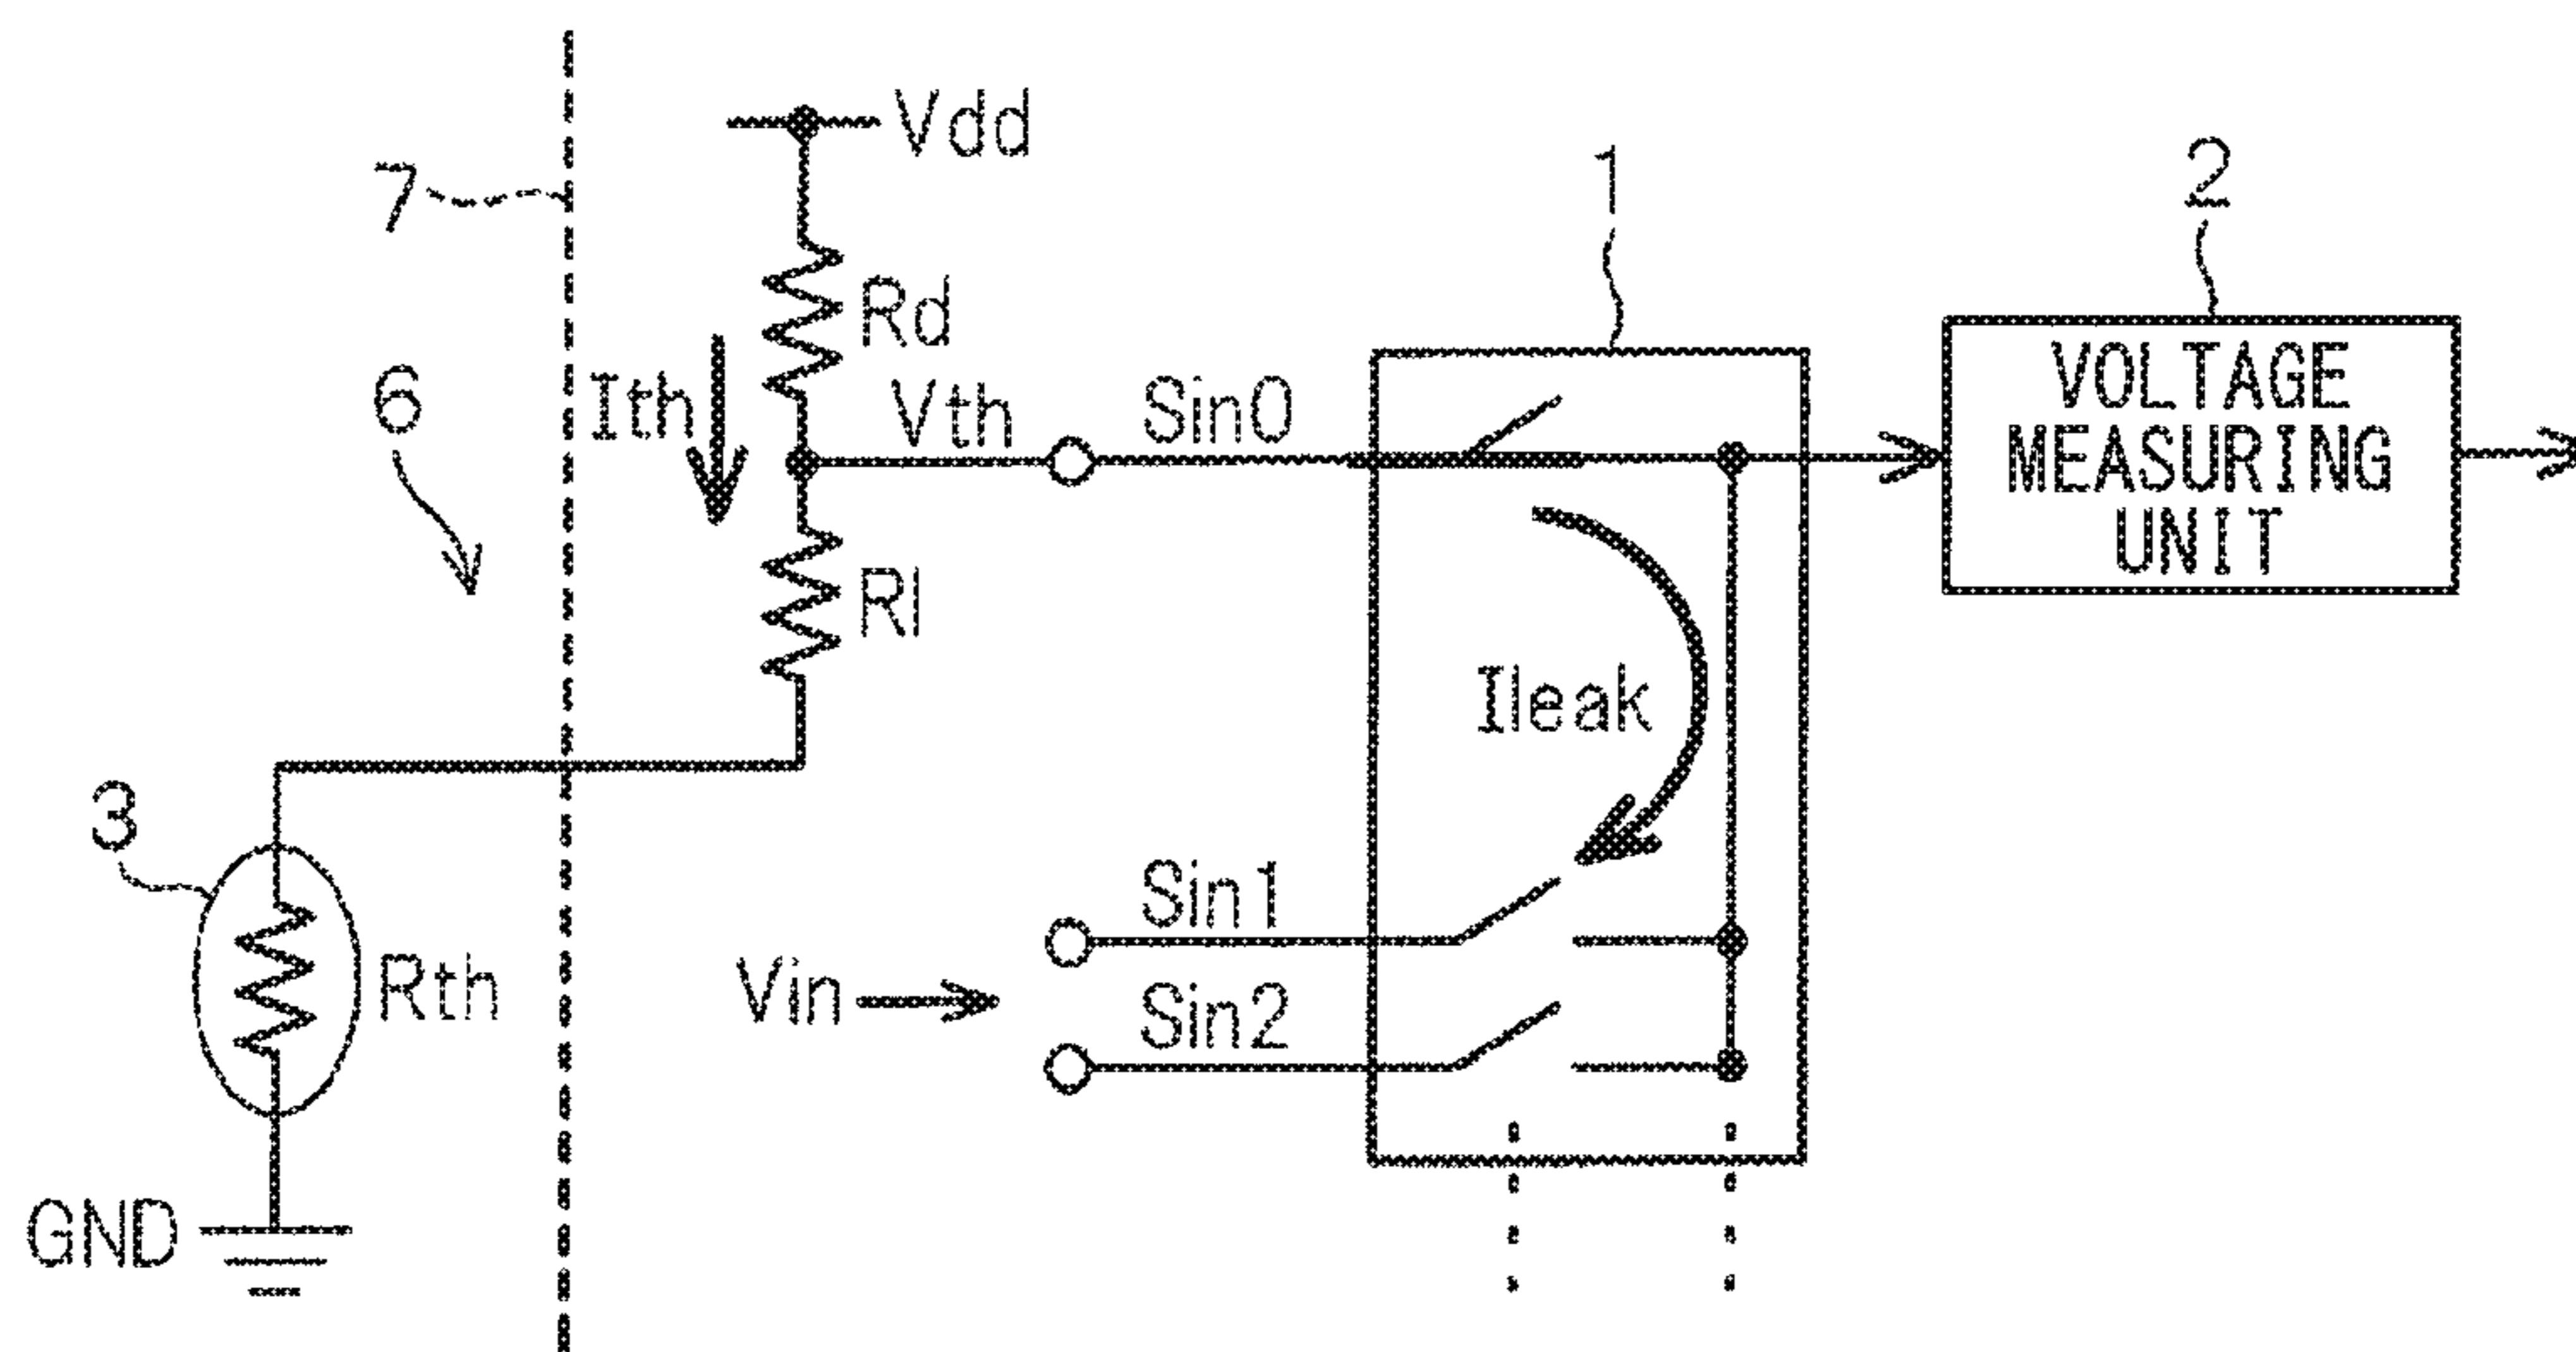 Vdd
7
1
2
Rd
VOLTAGE
MEASURING
UNIT
6
Ith
Vth
Sin0
Rl
Ileak
3
Sin1
Rth
Vin
Sin2
GND